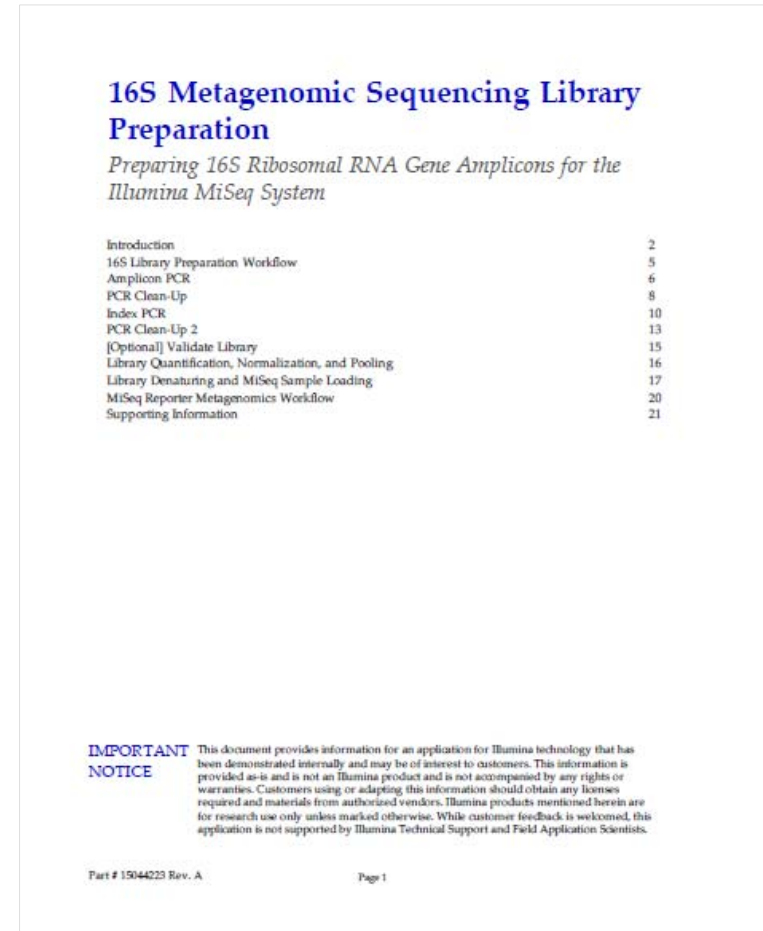 16S Metagenomic Sequencing Library
Preparation
Preparing 16S Ribosomal RNA Gene Amplicons for the
Illumina MiSeq System
Introduction 2
16S Library Preparation Workflow 5
Amplicon PCR 6
PCR Clean-Up 8
Index PCR 10
PCR Clean-Up 2 13
[Optional] Validate Library 15
Library Quantification, Normalization, and Pooling 16
Library Denaturing and MiSeq Sample Loading 17
MiSeq Reporter Metagenomics Workflow 20
Supporting Information 21
IMPORTANT
NOTICE
This document provides information for an application for Illumina technology that has
been demonstrated internally and may be of interest to customers. This information is
provided as-is and is not an Illumina product and is not accompanied by any rights or
warranties. Customers using or adapting this information should obtain any licenses
required and materials from authorized vendors. Illumina products mentioned herein are
for research use only unless marked otherwise. While customer feedback is welcomed, this
application is not supported by Illumina Technical Support and Field Application Scientists.
Part # 15044223 Rev. A Page 1